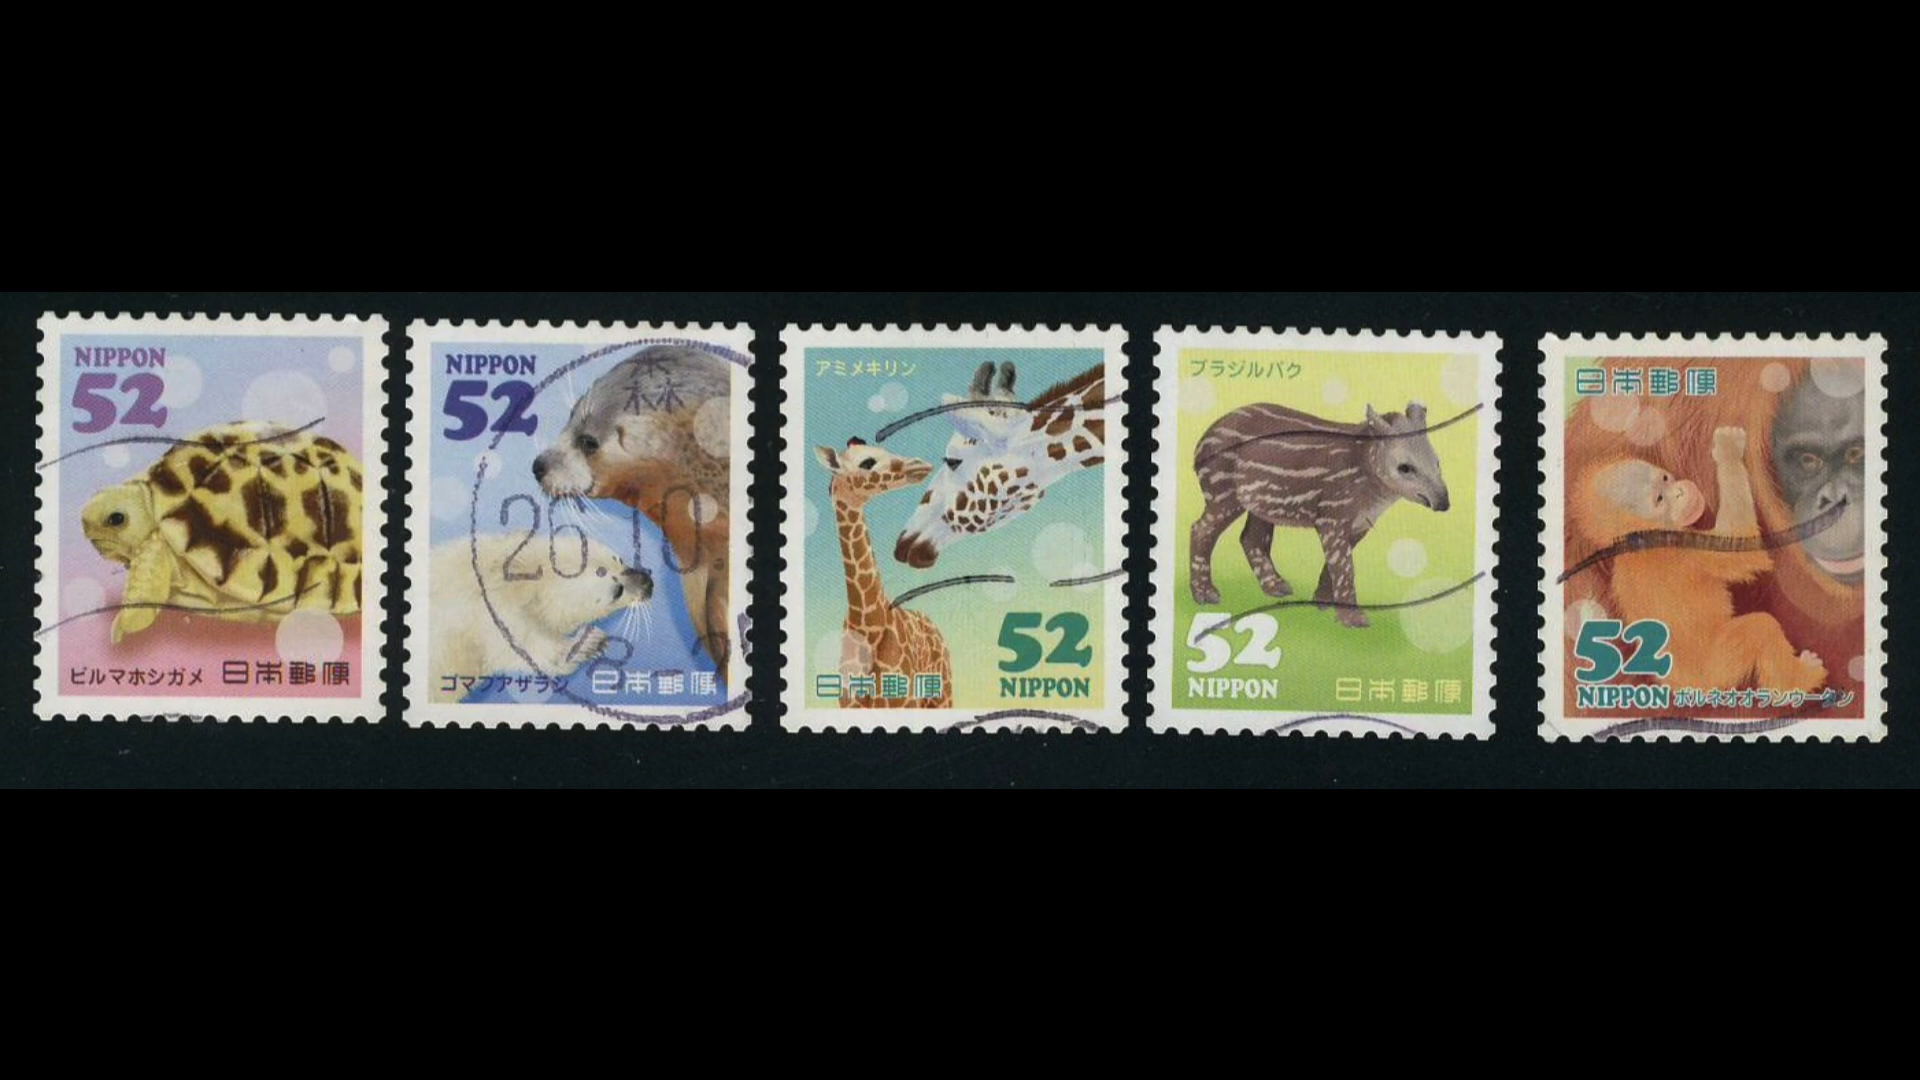 NIPPON
52
ビルマホシガメ 日本郵便
NIPPON
52
森
26.10.
ゴマフアザラシ 日本郵便
アミメキリン
52
日本郵便 NIPPON
ブラジルバク
52
NIPPON 日本郵便
日本郵便
52
NIPPON ボルネオオランウータン